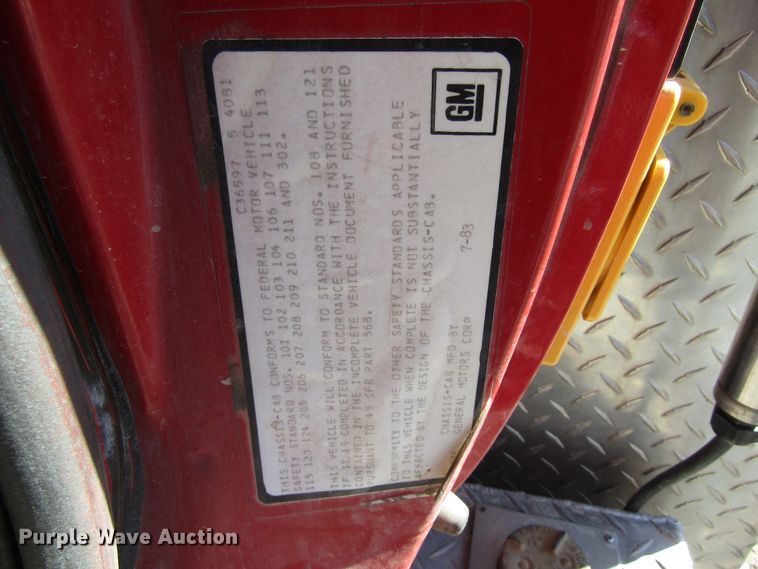 C36597 5 4081
THIS CHASSIS-CAB CONFORMS TO FEDERAL MOTOR VEHICLE
SAFETY STANDARD NOS. 101 102 103 104 106 107 111 113
115 120 124 205 206 207 208 209 210 211 AND 302.
THIS VEHICLE WILL CONFORM TO STANDARD NOS. 108 AND 121
IF IT IS COMPLETED IN ACCORDANCE WITH THE INSTRUCTIONS
CONTAINED IN THE INCOMPLETE VEHICLE DOCUMENT FURNISHED
PURSUANT TO 49 CFR PART 568.
CONFORMITY TO THE OTHER SAFETY STANDARDS APPLICABLE
TO THIS VEHICLE WHEN COMPLETE IS NOT SUBSTANTIALLY
AFFECTED BY THE DESIGN OF THE CHASSIS-CAB.
CHASSIS-CAB MFD BY
GENERAL MOTORS CORP
7-83
GM
Purple Wave Auction